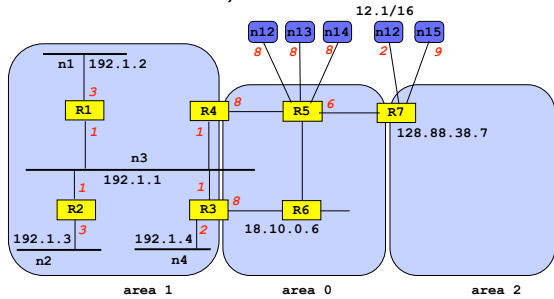 12.1/16
n12 n13 n14 n12 n15
8 8 8 2 9
n1 192.1.2
3
R1 R4 8 R5 6 R7
1 1 128.88.38.7
n3
192.1.1
1 1
R2 R3 8 R6
3 2 18.10.0.6
192.1.3 192.1.4
n2 n4
area 1 area 0 area 2